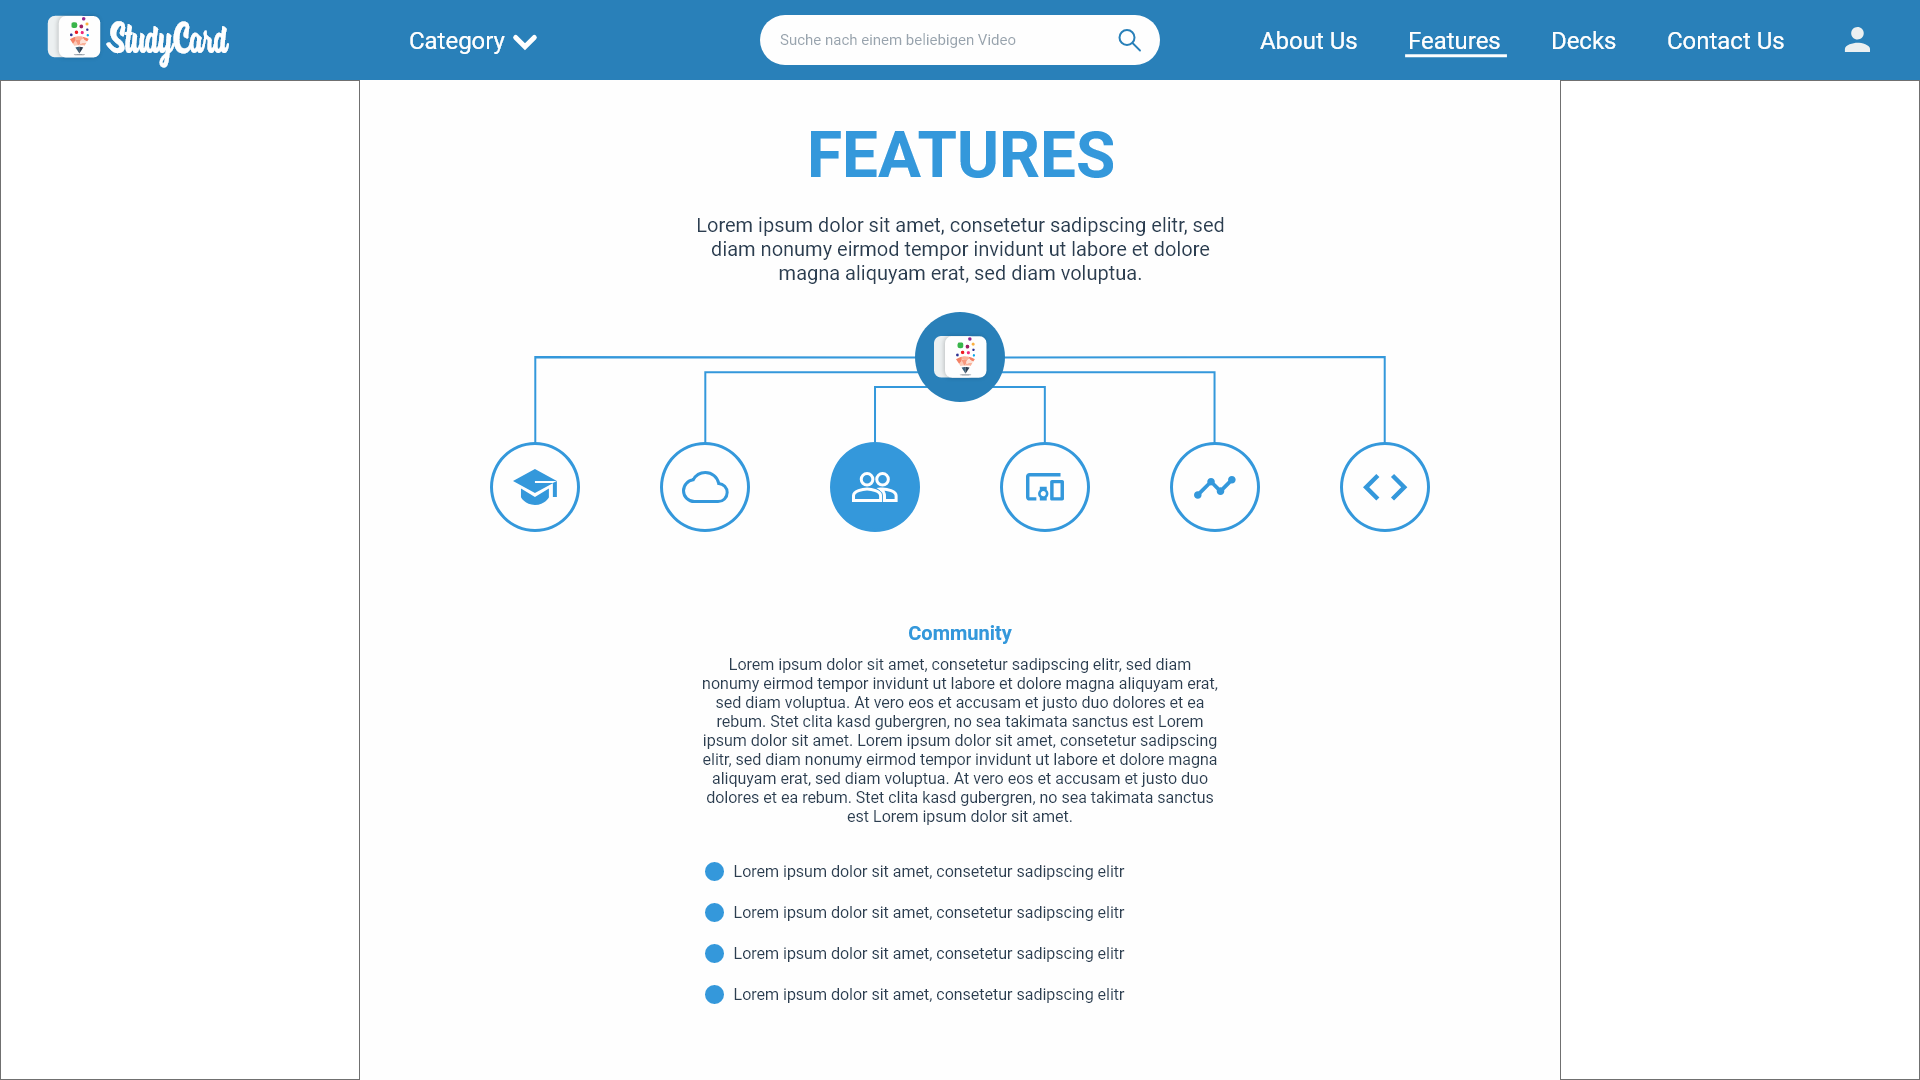 StudyCard
Category
Suche nach einem beliebigen Video
About Us
Features
Decks
Contact Us
FEATURES
Lorem ipsum dolor sit amet, consetetur sadipscing elitr, sed
diam nonumy eirmod tempor invidunt ut labore et dolore
magna aliquyam erat, sed diam voluptua.
Community
Lorem ipsum dolor sit amet, consetetur sadipscing elitr, sed diam
nonumy eirmod tempor invidunt ut labore et dolore magna aliquyam erat,
sed diam voluptua. At vero eos et accusam et justo duo dolores et ea
rebum. Stet clita kasd gubergren, no sea takimata sanctus est Lorem
ipsum dolor sit amet. Lorem ipsum dolor sit amet, consetetur sadipscing
elitr, sed diam nonumy eirmod tempor invidunt ut labore et dolore magna
aliquyam erat, sed diam voluptua. At vero eos et accusam et justo duo
dolores et ea rebum. Stet clita kasd gubergren, no sea takimata sanctus
est Lorem ipsum dolor sit amet.
Lorem ipsum dolor sit amet, consetetur sadipscing elitr
Lorem ipsum dolor sit amet, consetetur sadipscing elitr
Lorem ipsum dolor sit amet, consetetur sadipscing elitr
Lorem ipsum dolor sit amet, consetetur sadipscing elitr